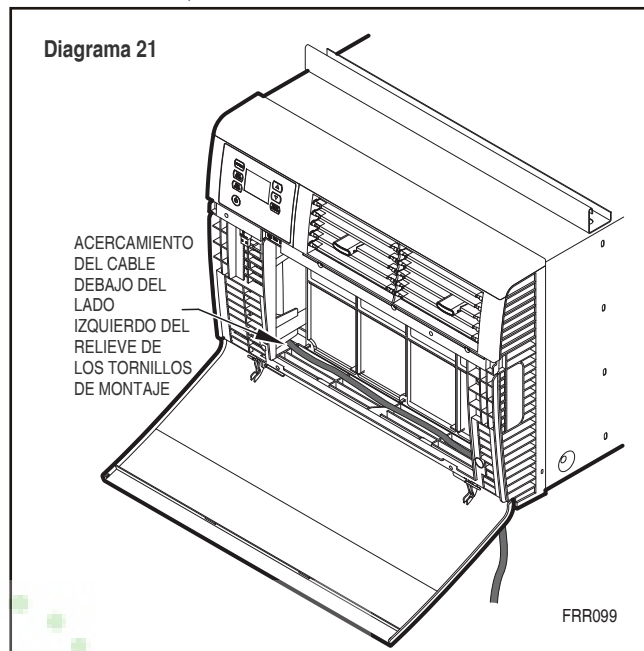 Diagrama 21
ACERCAMIENTO
DEL CABLE
DEBAJO DEL
LADO
IZQUIERDO DEL
RELIEVE DE
LOS TORNILLOS
DE MONTAJE
FRR099